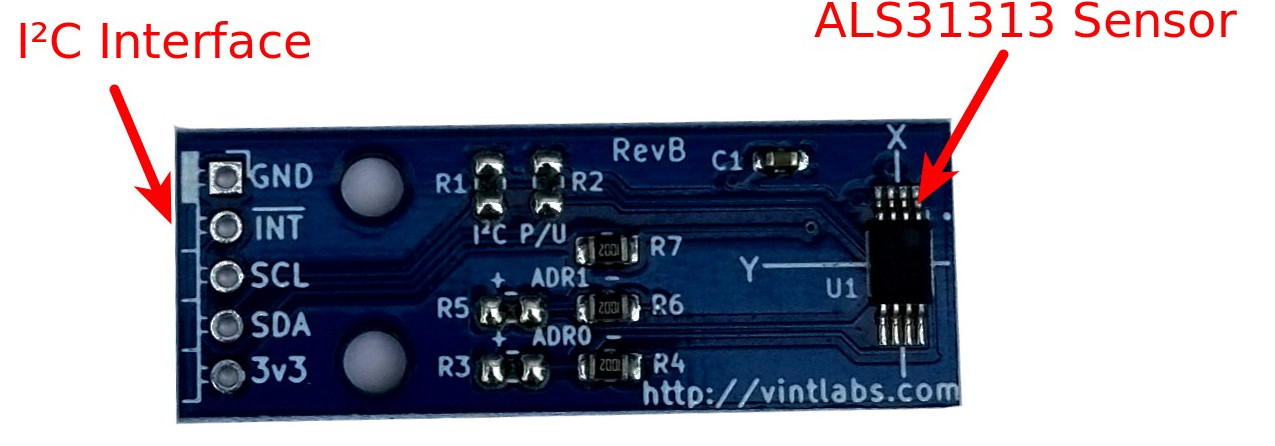 I²C Interface
ALS31313 Sensor
X
RevB
C1
GND
R1
R2
INT
I²C P/U
R7
SCL
Y
U1
+ ADR1 -
R5
R6
SDA
+ ADR0 -
3v3
R3
R4
http://vintlabs.com